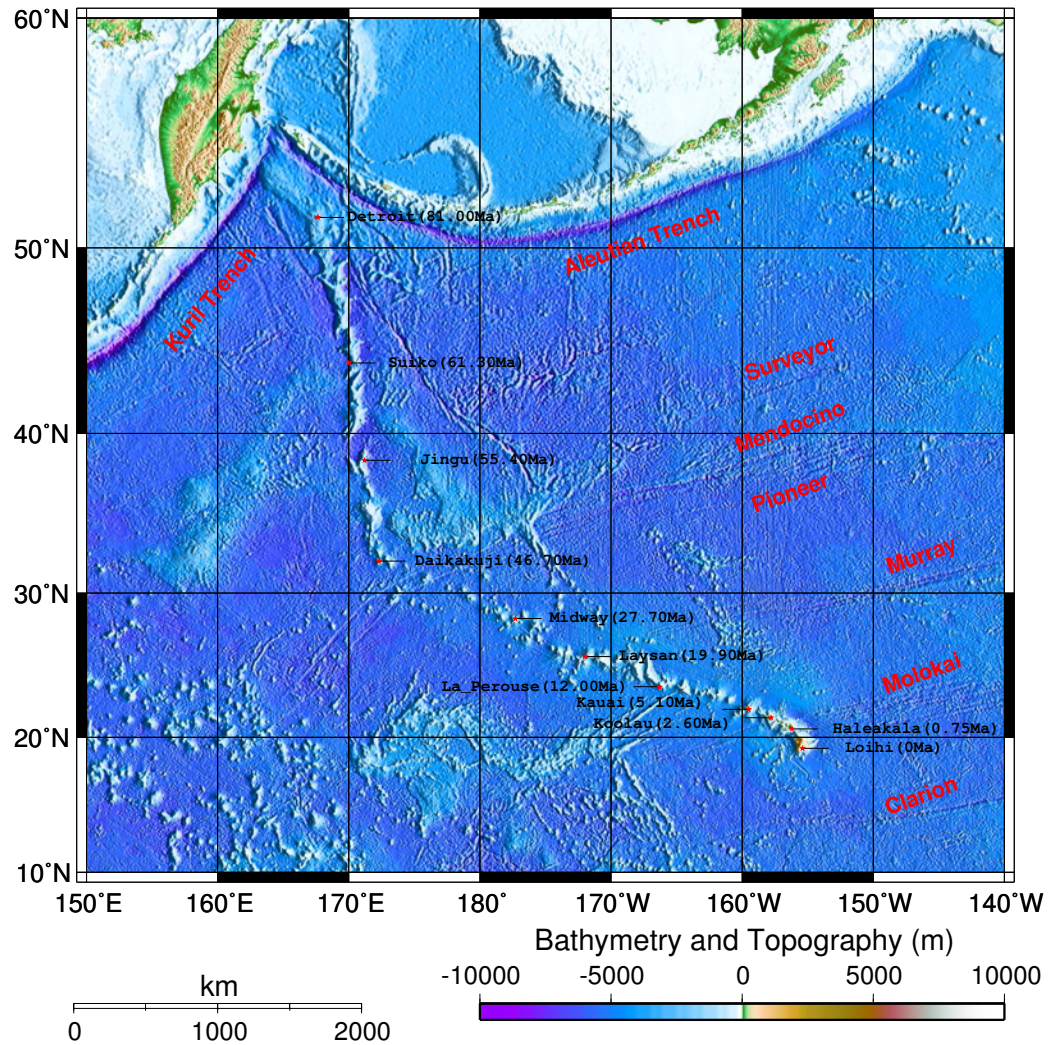 60°N
50°N
40°N
30°N
20°N
10°N
Detroit(81.00Ma)
Aleutian Trench
Kuril Trench
Suiko(61.30Ma)
Surveyor
Mendocino
Jingu(55.40Ma)
Pioneer
Daikakuji(46.70Ma)
Murray
Midway(27.70Ma)
Laysan(19.90Ma)
Molokai
La_Perouse(12.00Ma)
Kauai(5.10Ma)
Koolau(2.60Ma)
Haleakala(0.75Ma)
Loihi(0Ma)
Clarion
150°E 160°E 170°E 180° 170°W 160°W 150°W 140°W
Bathymetry and Topography (m)
-10000 -5000 0 5000 10000
km
0 1000 2000